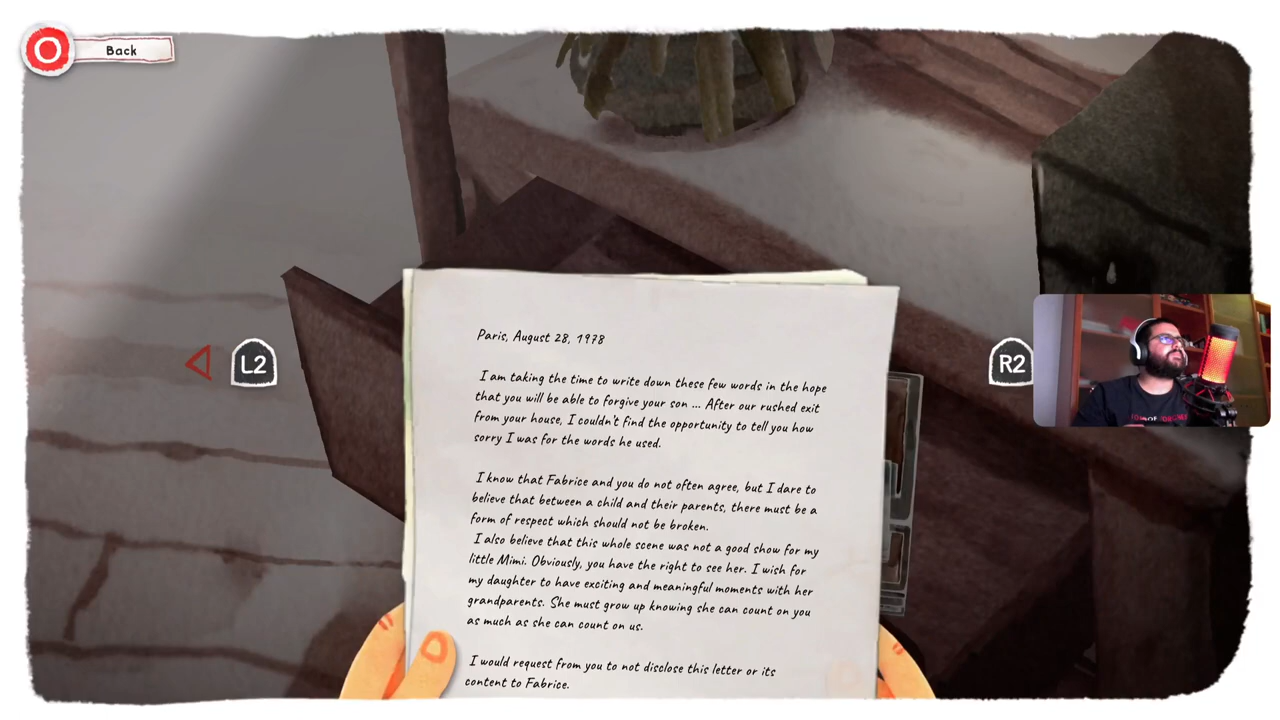 Back
Paris, August 28, 1978
I am taking the time to write down these few words in the hope
that you will be able to forgive your son ... After our rushed exit
from your house, I couldn't find the opportunity to tell you how
sorry I was for the words he used.
I know that Fabrice and you do not often agree, but I dare to
believe that between a child and their parents, there must be a
form of respect which should not be broken.
I also believe that this whole scene was not a good show for my
little Mimi. Obviously, you have the right to see her. I wish for
my daughter to have exciting and meaningful moments with her
grandparents. She must grow up knowing she can count on you
as much as she can count on us.
I would request from you to not disclose this letter or its
content to Fabrice.
L2
R2